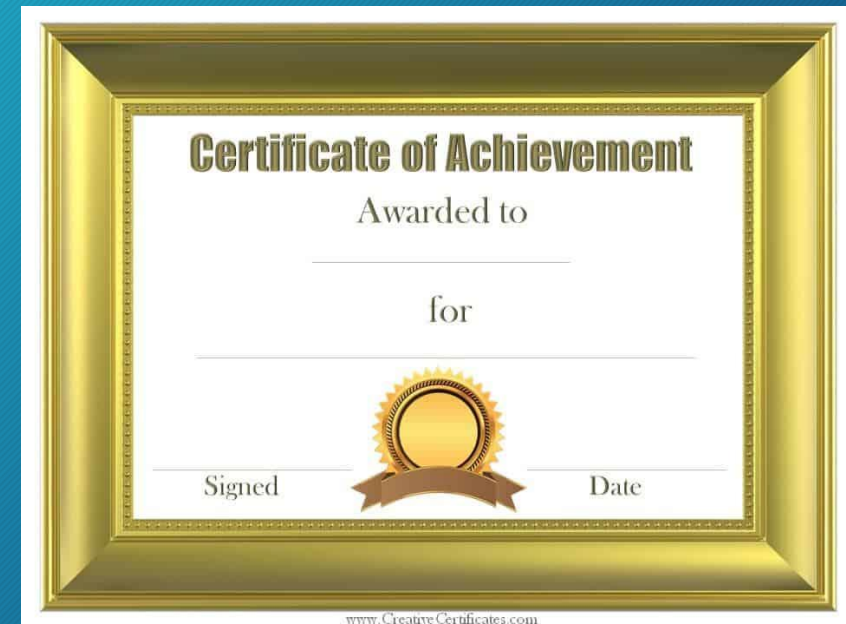 Certificate of Achievement
Awarded to
for
Signed Date
www.CreativeCertificates.com